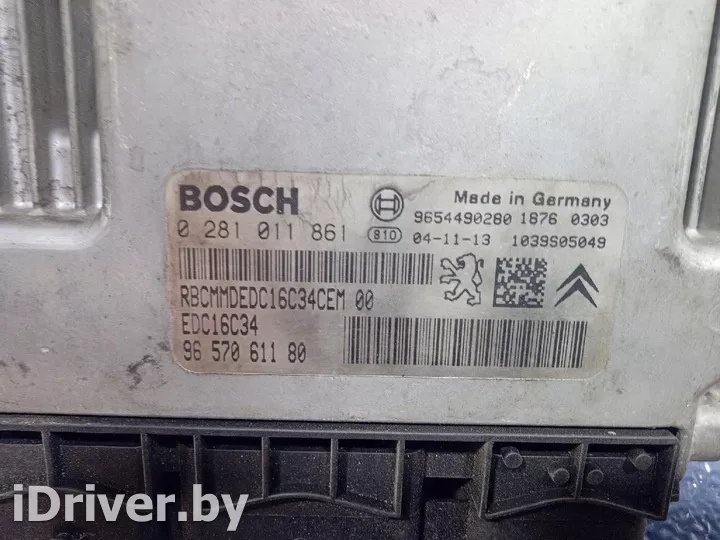 BOSCH
Made in Germany
9654490280 1876 0303
0 281 011 861
810
04-11-13 1039S05049
RBCMMDEDC16C34CEM 00
EDC16C34
96 570 611 80
iDriver.by